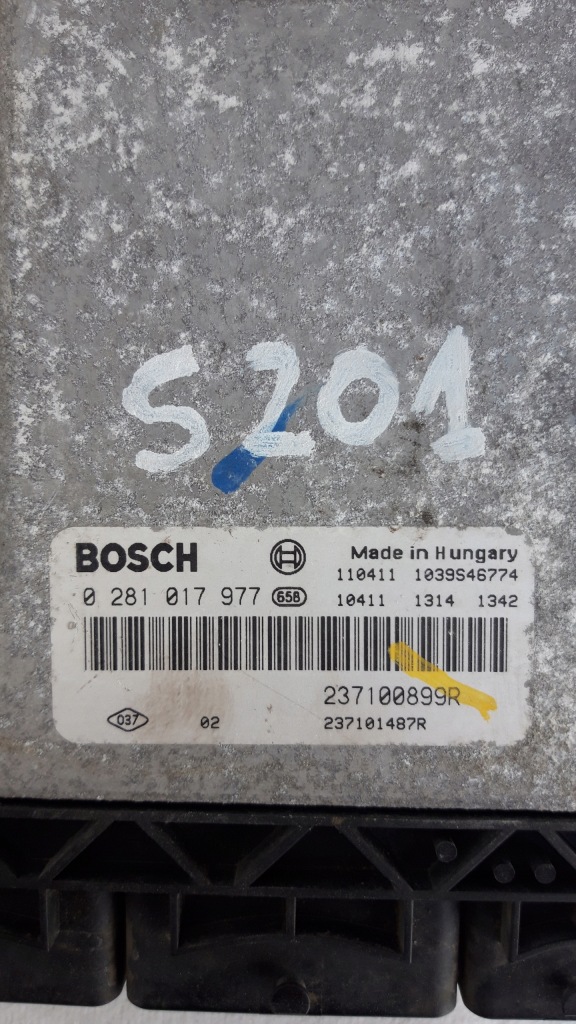 S201
BOSCH
Made in Hungary
110411 1039S46774
0 281 017 977 658 10411 1314 1342
237100899R
037 02 237101487R